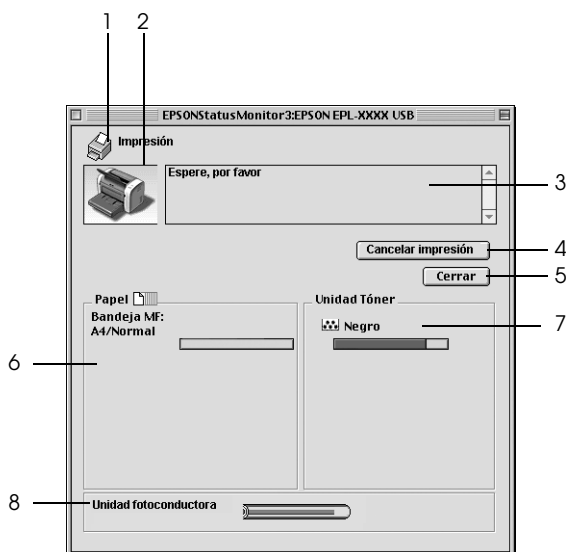 1 2
EPSONStatusMonitor3:EPSON EPL-XXXX USB
Impresión
Espere, por favor
3
Cancelar impresión
4
Cerrar
5
Papel
Bandeja MF:
A4/Normal
6
Unidad Tóner
Negro
7
8
Unidad fotoconductora